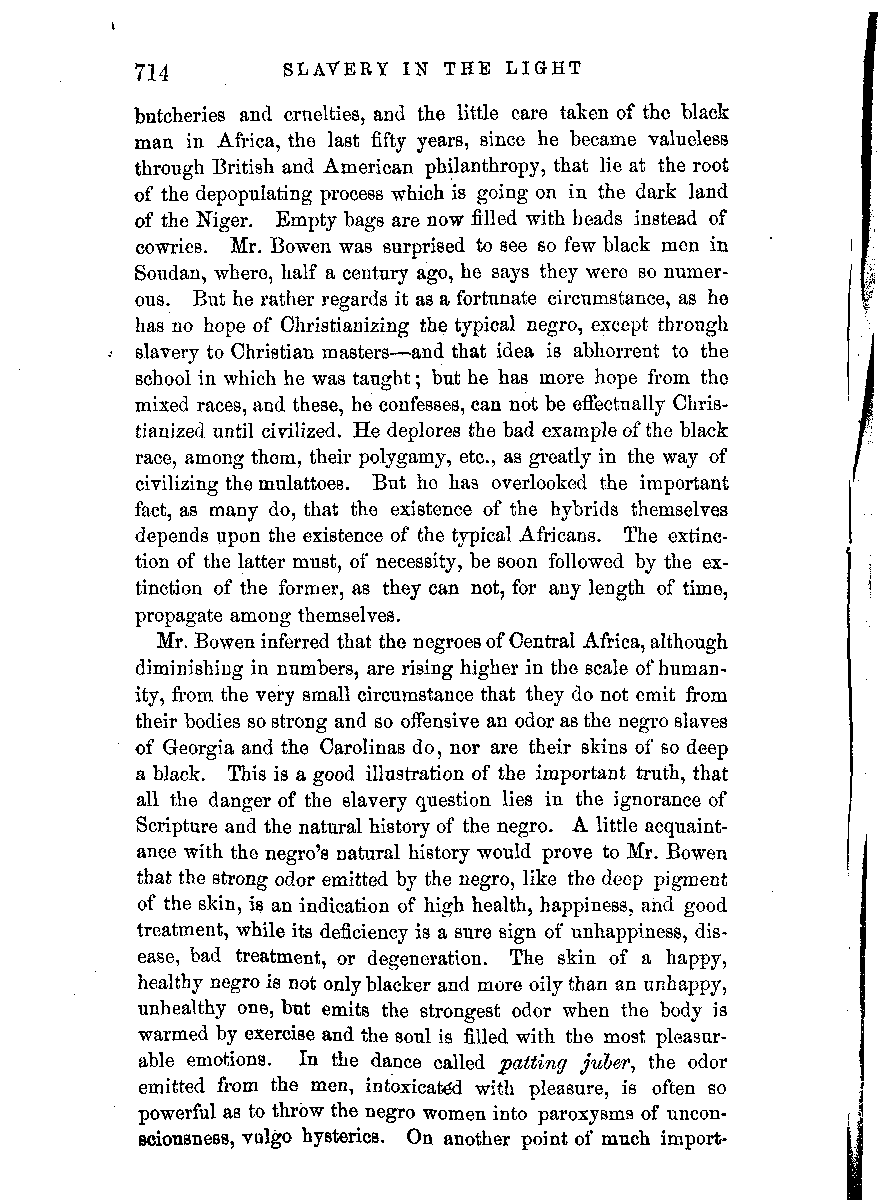 714 SLAVERY IN THE LIGHT
butcheries and cruelties, and the little care taken of the black
man in Africa, the last fifty years, since he became valueless
through British and American philanthropy, that lie at the root
of the depopulating process which is going on in the dark land
of the Niger. Empty bags are now filled with heads instead of
cowries. Mr. Bowen was surprised to see so few black men in
Soudan, where, half a century ago, he says they were so numer-
ous. But he rather regards it as a fortunate circumstance, as he
has no hope of Christianizing the typical negro, except through
slavery to Christian masters—and that idea is abhorrent to the
school in which he was taught; but he has more hope from the
mixed races, and these, he confesses, can not be effectually Chris-
tianized until civilized. He deplores the bad example of the black
race, among them, their polygamy, etc., as greatly in the way of
civilizing the mulattoes. But he has overlooked the important
fact, as many do, that the existence of the hybrids themselves
depends upon the existence of the typical Africans. The extinc-
tion of the latter must, of necessity, be soon followed by the ex-
tinction of the former, as they can not, for any length of time,
propagate among themselves.
Mr. Bowen inferred that the negroes of Central Africa, although
diminishing in numbers, are rising higher in the scale of human-
ity, from the very small circumstance that they do not emit from
their bodies so strong and so offensive an odor as the negro slaves
of Georgia and the Carolinas do, nor are their skins of so deep
a black. This is a good illustration of the important truth, that
all the danger of the slavery question lies in the ignorance of
Scripture and the natural history of the negro. A little acquaint-
ance with the negro's natural history would prove to Mr. Bowen
that the strong odor emitted by the negro, like the deep pigment
of the skin, is an indication of high health, happiness, and good
treatment, while its deficiency is a sure sign of unhappiness, dis-
ease, bad treatment, or degeneration. The skin of a happy,
healthy negro is not only blacker and more oily than an unhappy,
unhealthy one, but emits the strongest odor when the body is
warmed by exercise and the soul is filled with the most pleasur-
able emotions. In the dance called patting juber, the odor
emitted from the men, intoxicated with pleasure, is often so
powerful as to throw the negro women into paroxysms of uncon-
sciousness, vulgo hysterics. On another point of much import-